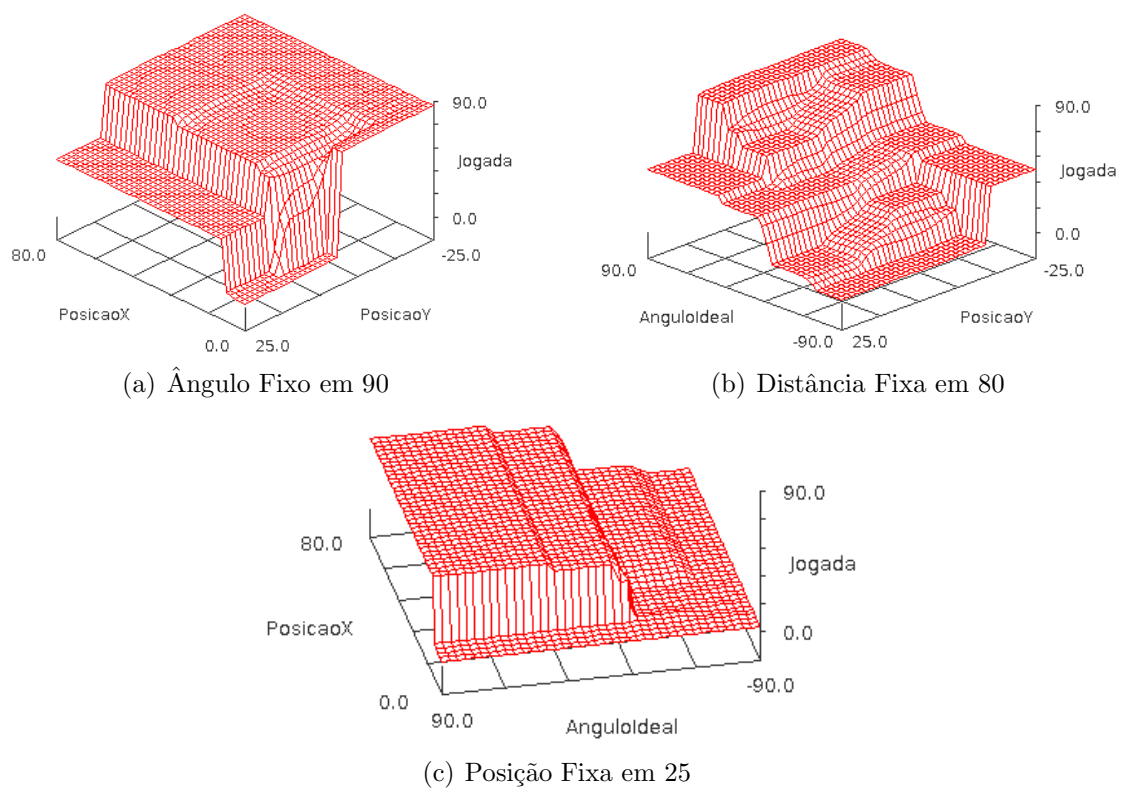 90.0
Jogada
0.0
-25.0
80.0
PosicaoX
PosicaoY
0.0 25.0
(a) Ângulo Fixo em 90
90.0
Jogada
0.0
-25.0
90.0
AnguloIdeal
PosicaoY
-90.0 25.0
(b) Distância Fixa em 80
90.0
80.0
Jogada
PosicaoX
0.0
0.0
-90.0
90.0
AnguloIdeal
(c) Posição Fixa em 25